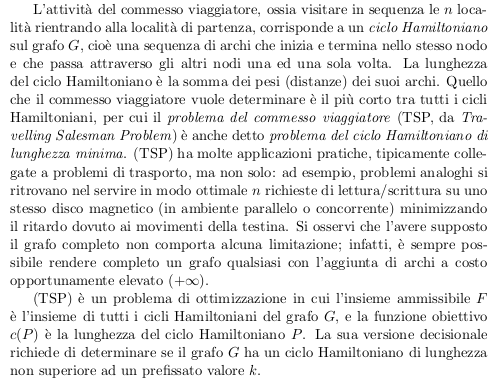 L'attività del commesso viaggiatore, ossia visitare in sequenza le n loca-
lità rientrando alla località di partenza, corrisponde a un ciclo Hamiltoniano
sul grafo G, cioè una sequenza di archi che inizia e termina nello stesso nodo
e che passa attraverso gli altri nodi una ed una sola volta. La lunghezza
del ciclo Hamiltoniano è la somma dei pesi (distanze) dei suoi archi. Quello
che il commesso viaggiatore vuole determinare è il più corto tra tutti i cicli
Hamiltoniani, per cui il problema del commesso viaggiatore (TSP, da Tra-
velling Salesman Problem) è anche detto problema del ciclo Hamiltoniano di
lunghezza minima. (TSP) ha molte applicazioni pratiche, tipicamente colle-
gate a problemi di trasporto, ma non solo: ad esempio, problemi analoghi si
ritrovano nel servire in modo ottimale n richieste di lettura/scrittura su uno
stesso disco magnetico (in ambiente parallelo o concorrente) minimizzando
il ritardo dovuto ai movimenti della testina. Si osservi che l'avere supposto
il grafo completo non comporta alcuna limitazione; infatti, è sempre pos-
sibile rendere completo un grafo qualsiasi con l'aggiunta di archi a costo
opportunamente elevato (+∞).
(TSP) è un problema di ottimizzazione in cui l'insieme ammissibile F
è l'insieme di tutti i cicli Hamiltoniani del grafo G, e la funzione obiettivo
c(P) è la lunghezza del ciclo Hamiltoniano P. La sua versione decisionale
richiede di determinare se il grafo G ha un ciclo Hamiltoniano di lunghezza
non superiore ad un prefissato valore k.